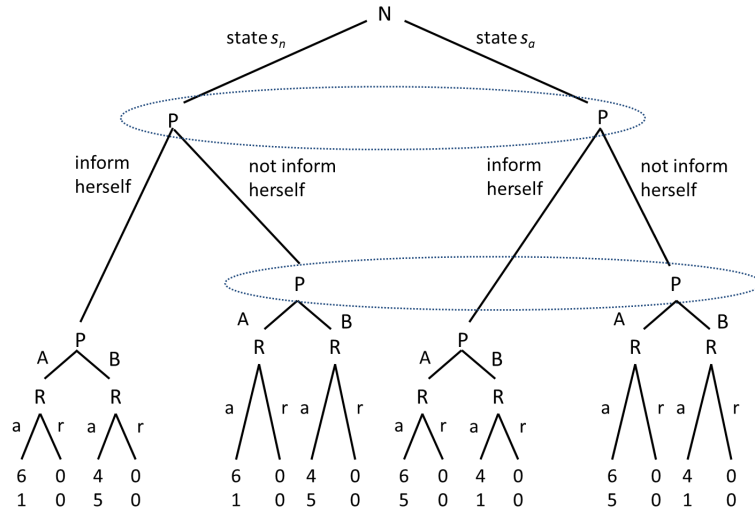 N
state sn state sa
P P
inform herself not inform herself inform herself not inform herself
P P
A B A B
P P
A B R R A B R R
R R R R
a r a r a r a r
a r a r a r a r
6 0 4 0 6 0 4 0 6 0 4 0 6 0 4 0
1 0 5 0 1 0 5 0 5 0 1 0 5 0 1 0